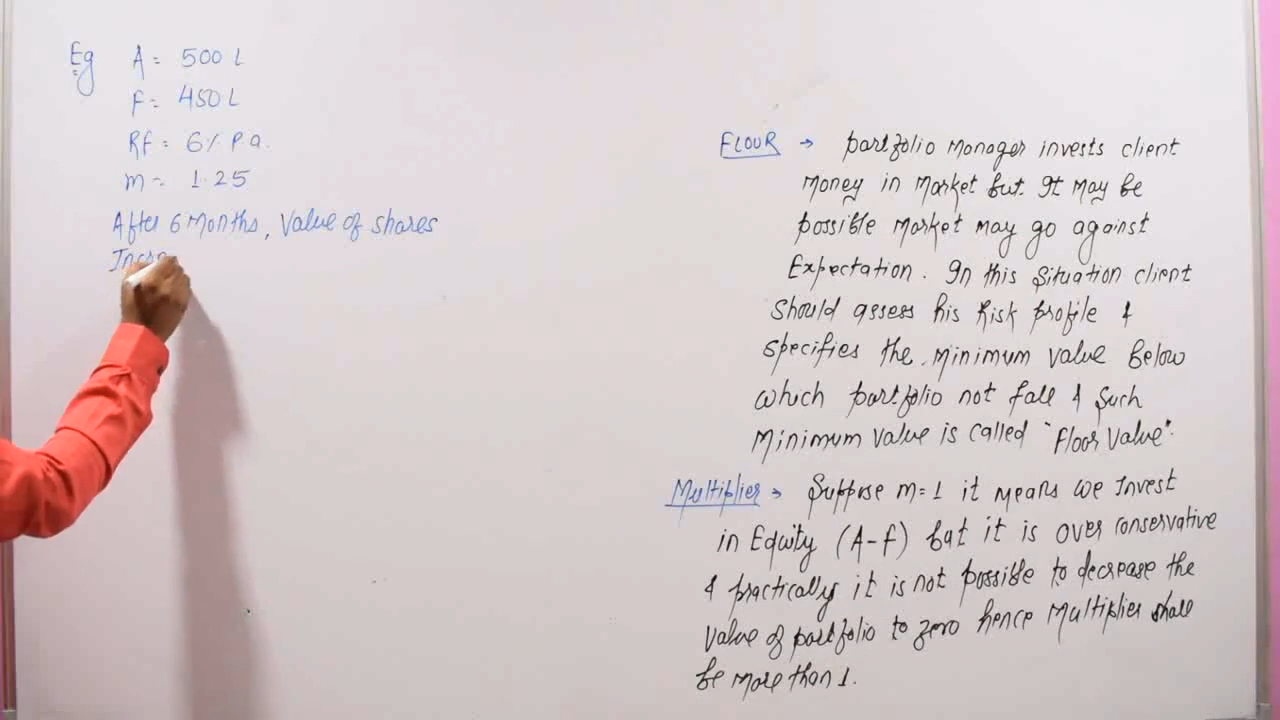 Eg A = 500 L
F = 450 L
RF = 6% P.a.
m = 1.25
After 6 Months, Value of shares
Incre
FLOUR → portfolio Manager invests client
Money in Market but It May be
possible Market may go against
Expectation. In this situation client
should assess his Risk profile &
specifies the minimum value below
which portfolio not fall & such
Minimum value is called "Floor Value".
Multiplier → Suppose m=1 it means we Invest
in Equity (A-F) but it is over conservative
& practically it is not possible to decrease the
value of portfolio to zero hence Multiplier shall
be more than 1.